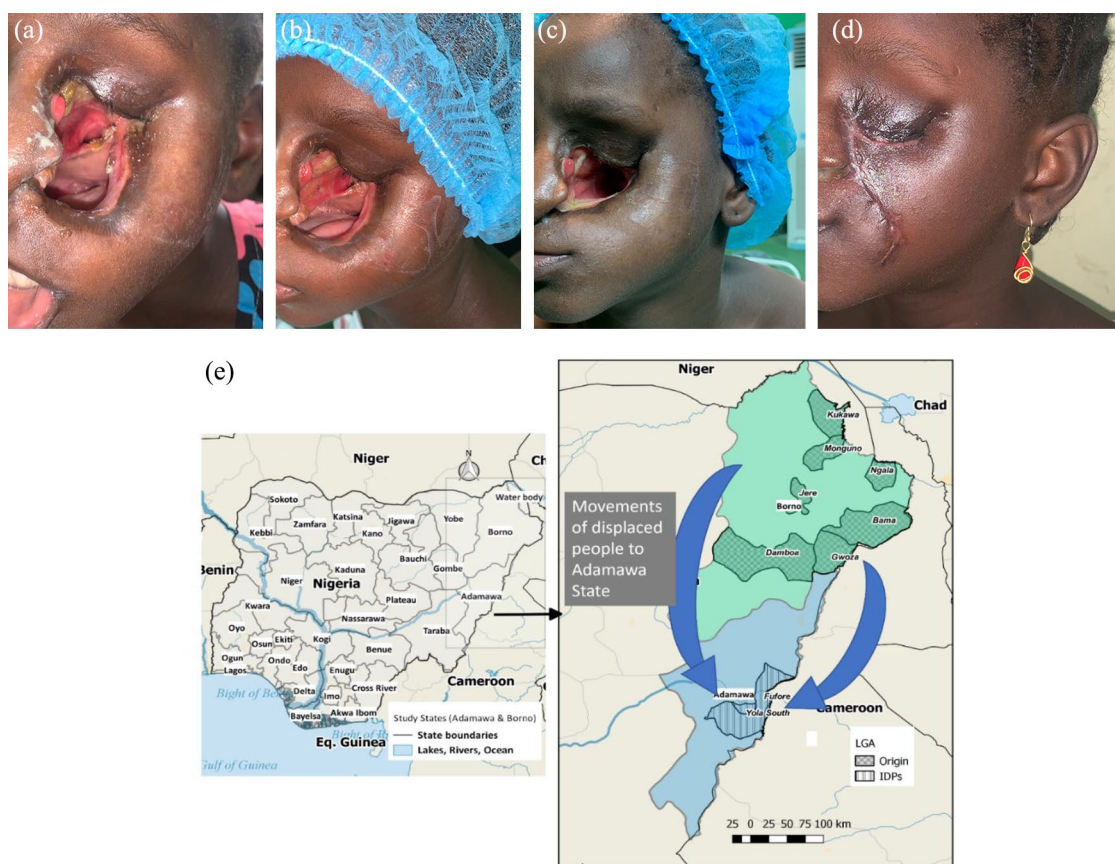 (a)
(b)
(c)
(d)
(e)
Niger
N
Ch
Water body
Sokoto
Kebbi
Zamfara
Katsina
Kano
Jigawa
Yobe
Borno
Bauchi
Gombe
Kaduna
Benin
Niger
Nigeria
Plateau
Adamawa
Kwara
Nassarawa
Taraba
Oyo
Ekiti
Kogi
Benue
Osun
Ogun
Ondo
Edo
Enugu
Lagos
Delta
Imo
Cross River
Cameroon
Bayelsa
Akwa Ibom
Eq. Guinea
Gulf of Guinea
Study States (Adamawa & Borno)
State boundaries
Lakes, Rivers, Ocean
Niger
Chad
Kukawa
Monguno
Ngala
Jere
Borno
Bama
Damboa
Gwoza
Movements
of displaced
people to
Adamawa
State
Adamawa
Fufore
Yola South
Cameroon
LGA
Origin
IDPs
25 0 25 50 75 100 km